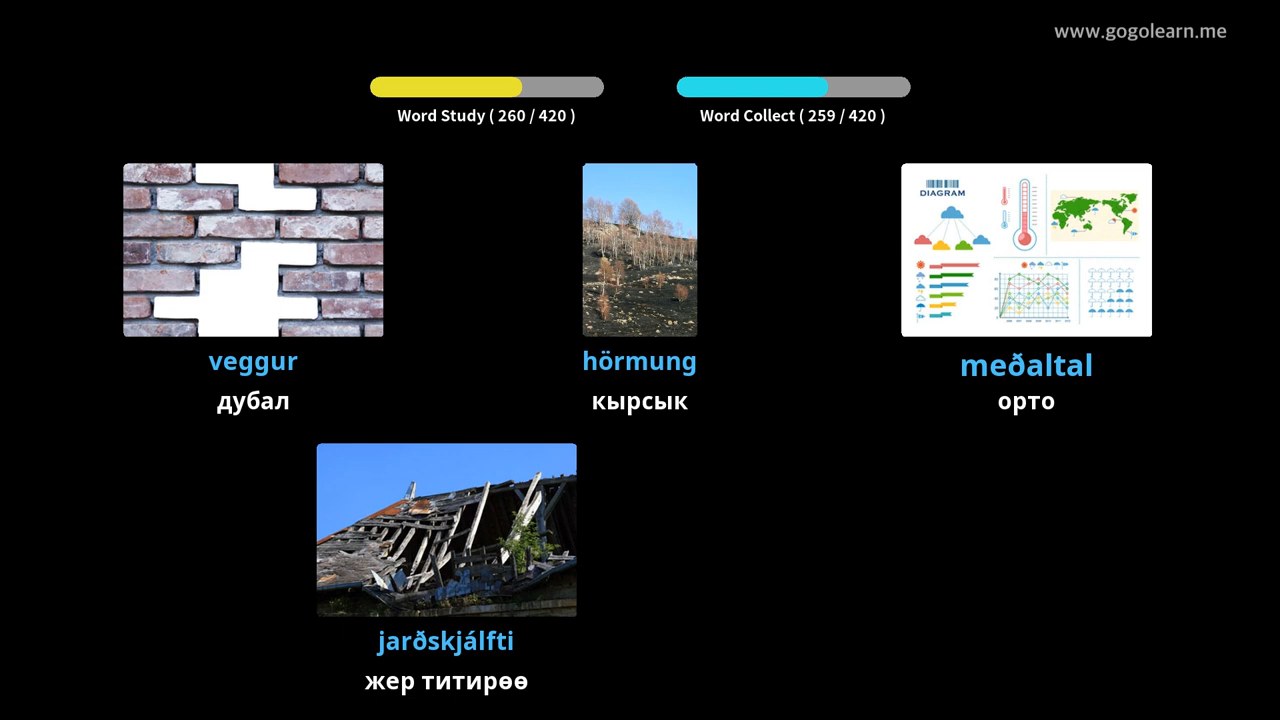 www.gogolearn.me
Word Study ( 260 / 420 )
Word Collect ( 259 / 420 )
DIAGRAM
veggur
hörmung
meðaltal
дубал
кырсык
орто
jarðskjálfti
жер титирөө